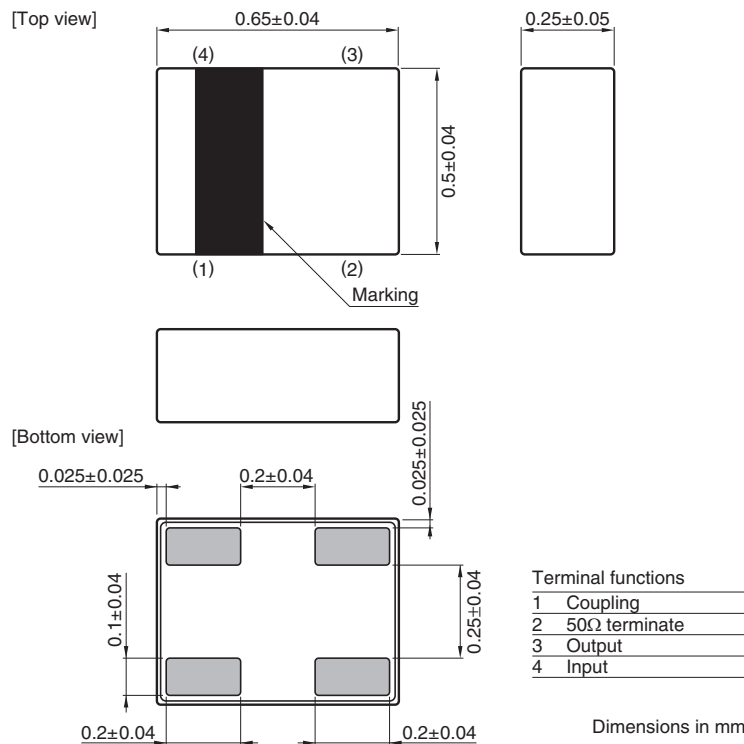 [Top view]
0.65±0.04
0.25±0.05
(4)
(3)
0.5±0.04
(1)
(2)
Marking
[Bottom view]
0.025±0.025
0.2±0.04
0.025±0.025
0.1±0.04
0.25±0.04
0.2±0.04
0.2±0.04
Terminal functions
1 Coupling
2 50Ω terminate
3 Output
4 Input
Dimensions in mm